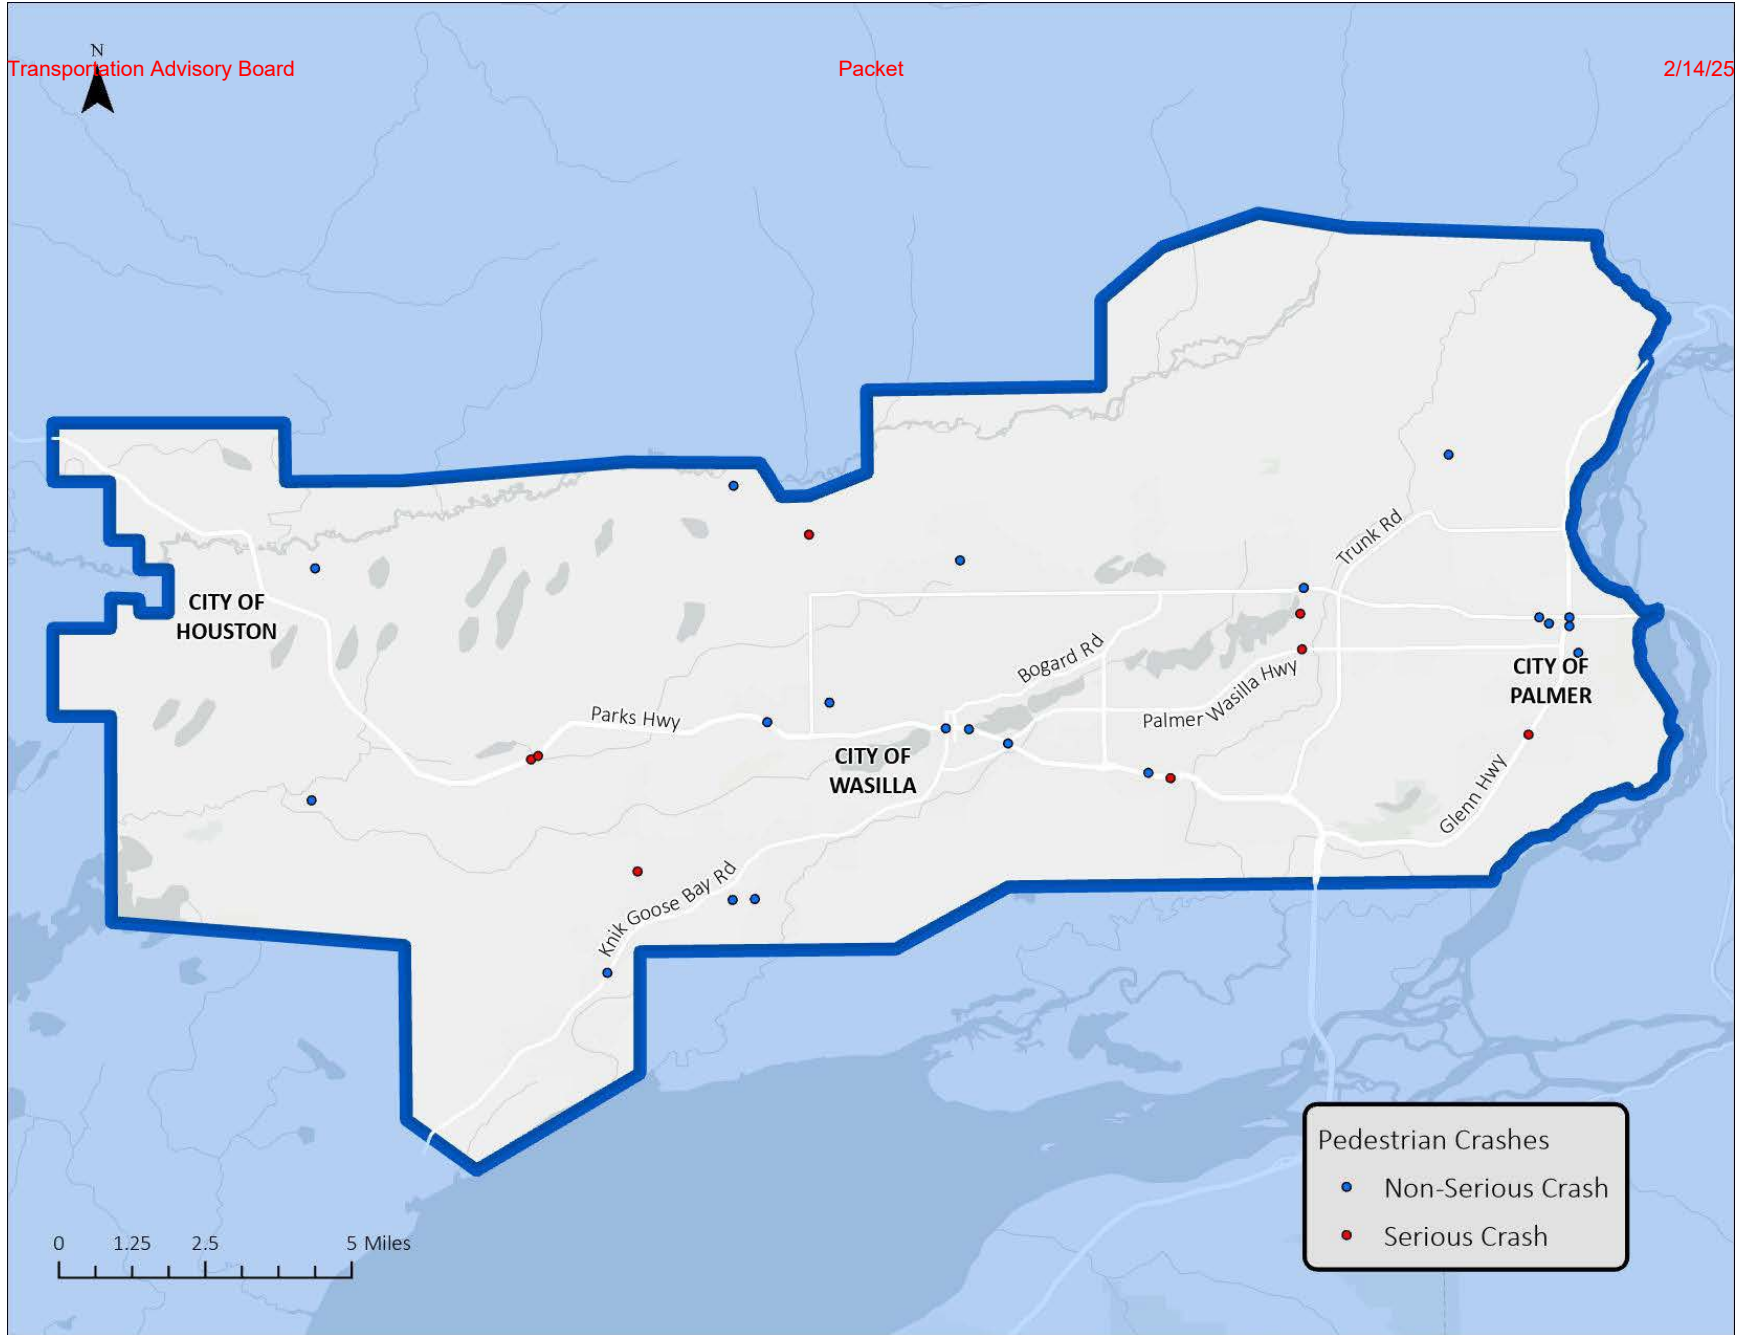 N
Transportation Advisory Board
Packet
2/14/25
Trunk Rd
CITY OF
HOUSTON
Bogard Rd
CITY OF
PALMER
Palmer Wasilla Hwy
Parks Hwy
CITY OF
WASILLA
Glenn Hwy
Knik Goose Bay Rd
Pedestrian Crashes
Non-Serious Crash
Serious Crash
0 1.25 2.5 5 Miles